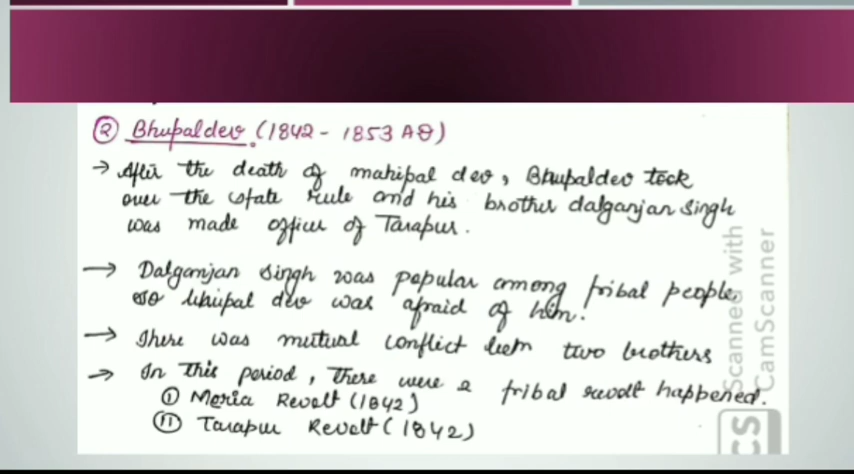 ② Bhupaldev (1842 - 1853 AD)
→ After the death of mahipal dev, Bhupaldev took
over the state rule and his brother dalganjan singh
was made officer of Tarapur.
→ Dalganjan singh was popular among tribal people,
so bhupal dev was afraid of him.
→ There was mutual conflict betn two brothers
→ In this period, there were 2 tribal revolt happened.
① Meria Revolt (1842)
⑪ Tarapur Revolt (1842)
Scanned with
CamScanner
CS